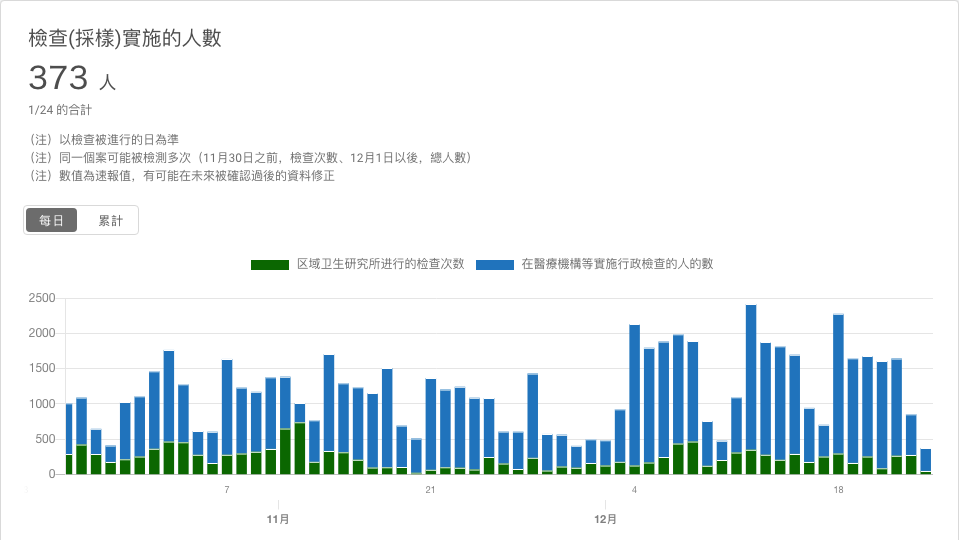 檢查(採樣)實施的人數
373 人
1/24 的合計
（注）以檢查被進行的日為準
（注）同一個案可能被檢測多次（11月30日之前，檢查次數、12月1日以後，總人數）
（注）數值為速報值，有可能在未來被確認過後的資料修正
每日 累計
区域卫生研究所进行的检查次数 在醫療機構等實施行政檢查的人的數
2500
2000
1500
1000
500
0
7 21 4 18
11月 12月